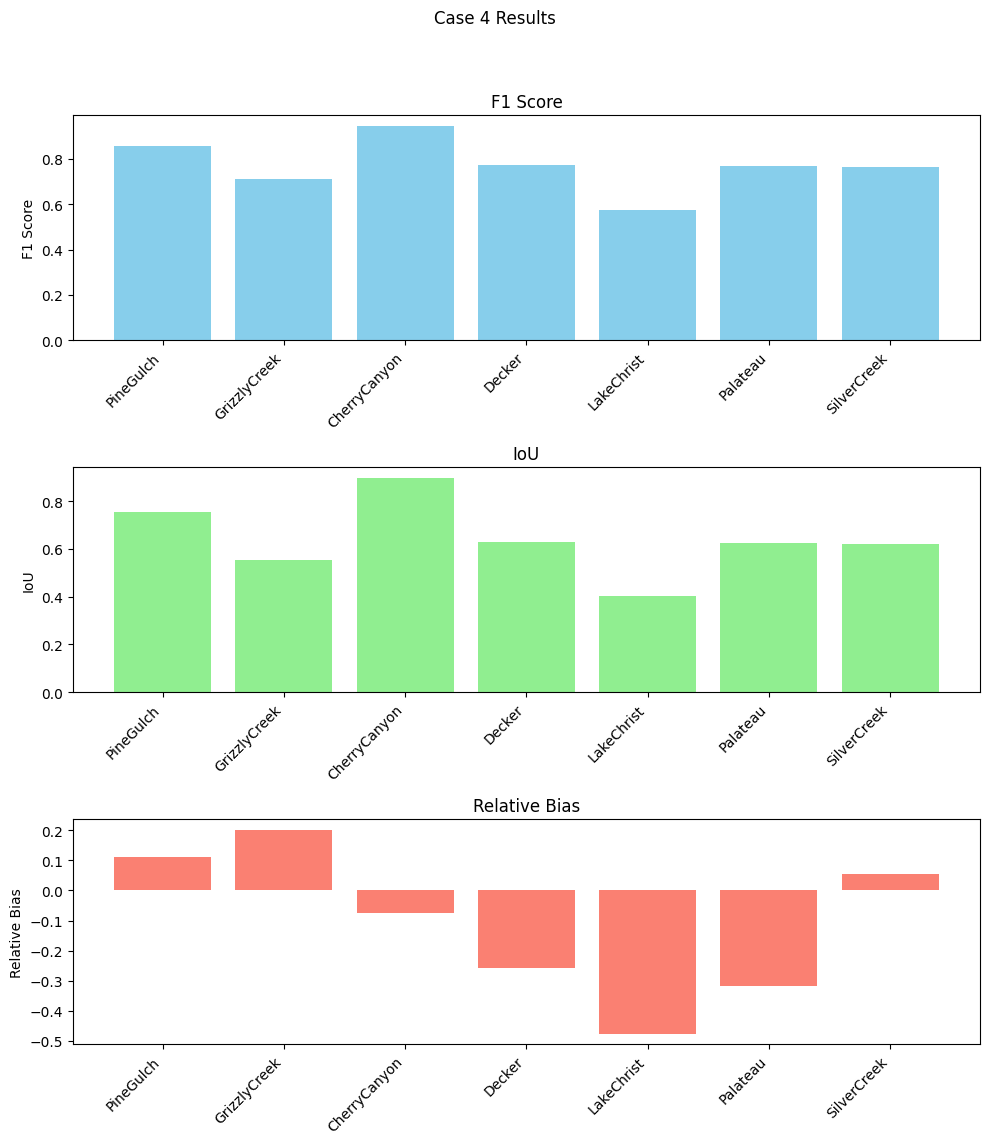 Case 4 Results
F1 Score
F1 Score
0.8
0.6
0.4
0.2
0.0
PineGulch
GrizzlyCreek
CherryCanyon
Decker
LakeChrist
Palateau
SilverCreek
IoU
IoU
0.8
0.6
0.4
0.2
0.0
PineGulch
GrizzlyCreek
CherryCanyon
Decker
LakeChrist
Palateau
SilverCreek
Relative Bias
Relative Bias
0.2
0.1
0.0
−0.1
−0.2
−0.3
−0.4
−0.5
PineGulch
GrizzlyCreek
CherryCanyon
Decker
LakeChrist
Palateau
SilverCreek